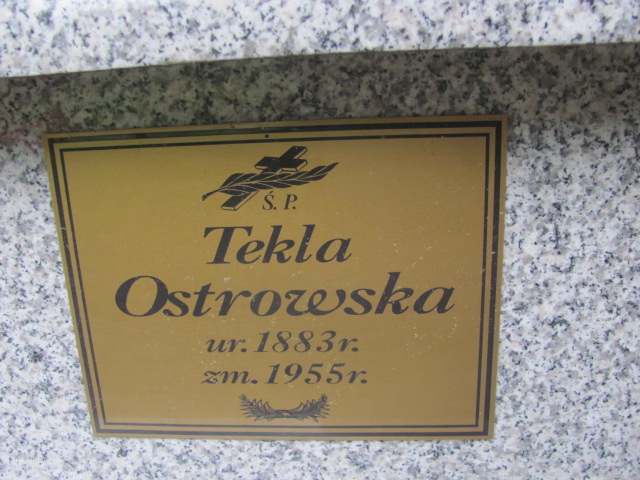 Ś.P.
Tekla
Ostrowska
ur. 1883r.
zm. 1955r.